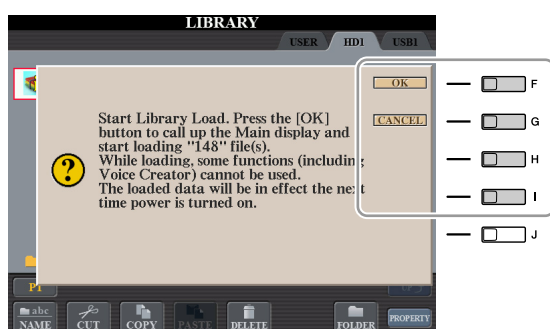 LIBRARY
USER HD1 USB1
OK F
CANCEL G
H
I
J
Start Library Load. Press the [OK]
button to call up the Main display and
start loading "148" file(s).
While loading, some functions (including
Voice Creator) cannot be used.
The loaded data will be in effect the next
time power is turned on.
P1
abc
NAME CUT COPY PASTE DELETE FOLDER PROPERTY